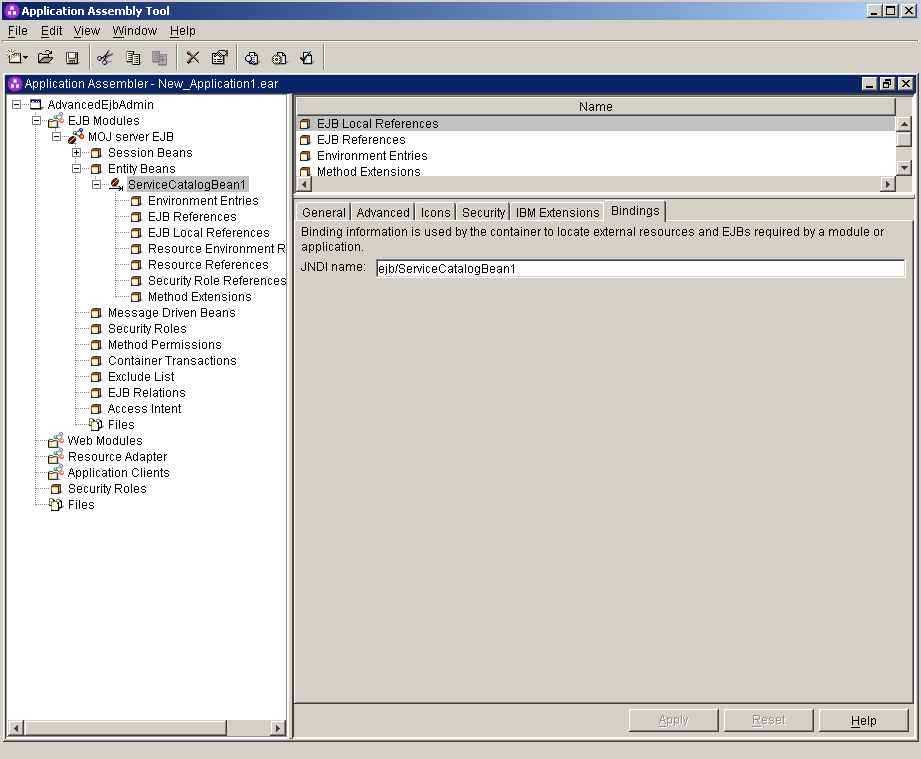 Application Assembly Tool
File Edit View Window Help
Application Assembler - New_Application1.ear
AdvancedEjbAdmin
EJB Modules
MOJ server EJB
Session Beans
Entity Beans
ServiceCatalogBean1
Environment Entries
EJB References
EJB Local References
Resource Environment R
Resource References
Security Role References
Method Extensions
Message Driven Beans
Security Roles
Method Permissions
Container Transactions
Exclude List
EJB Relations
Access Intent
Files
Web Modules
Resource Adapter
Application Clients
Security Roles
Files
Name
EJB Local References
EJB References
Environment Entries
Method Extensions
General Advanced Icons Security IBM Extensions Bindings
Binding information is used by the container to locate external resources and EJBs required by a module or
application.
JNDI name: ejb/ServiceCatalogBean1
Apply Reset Help